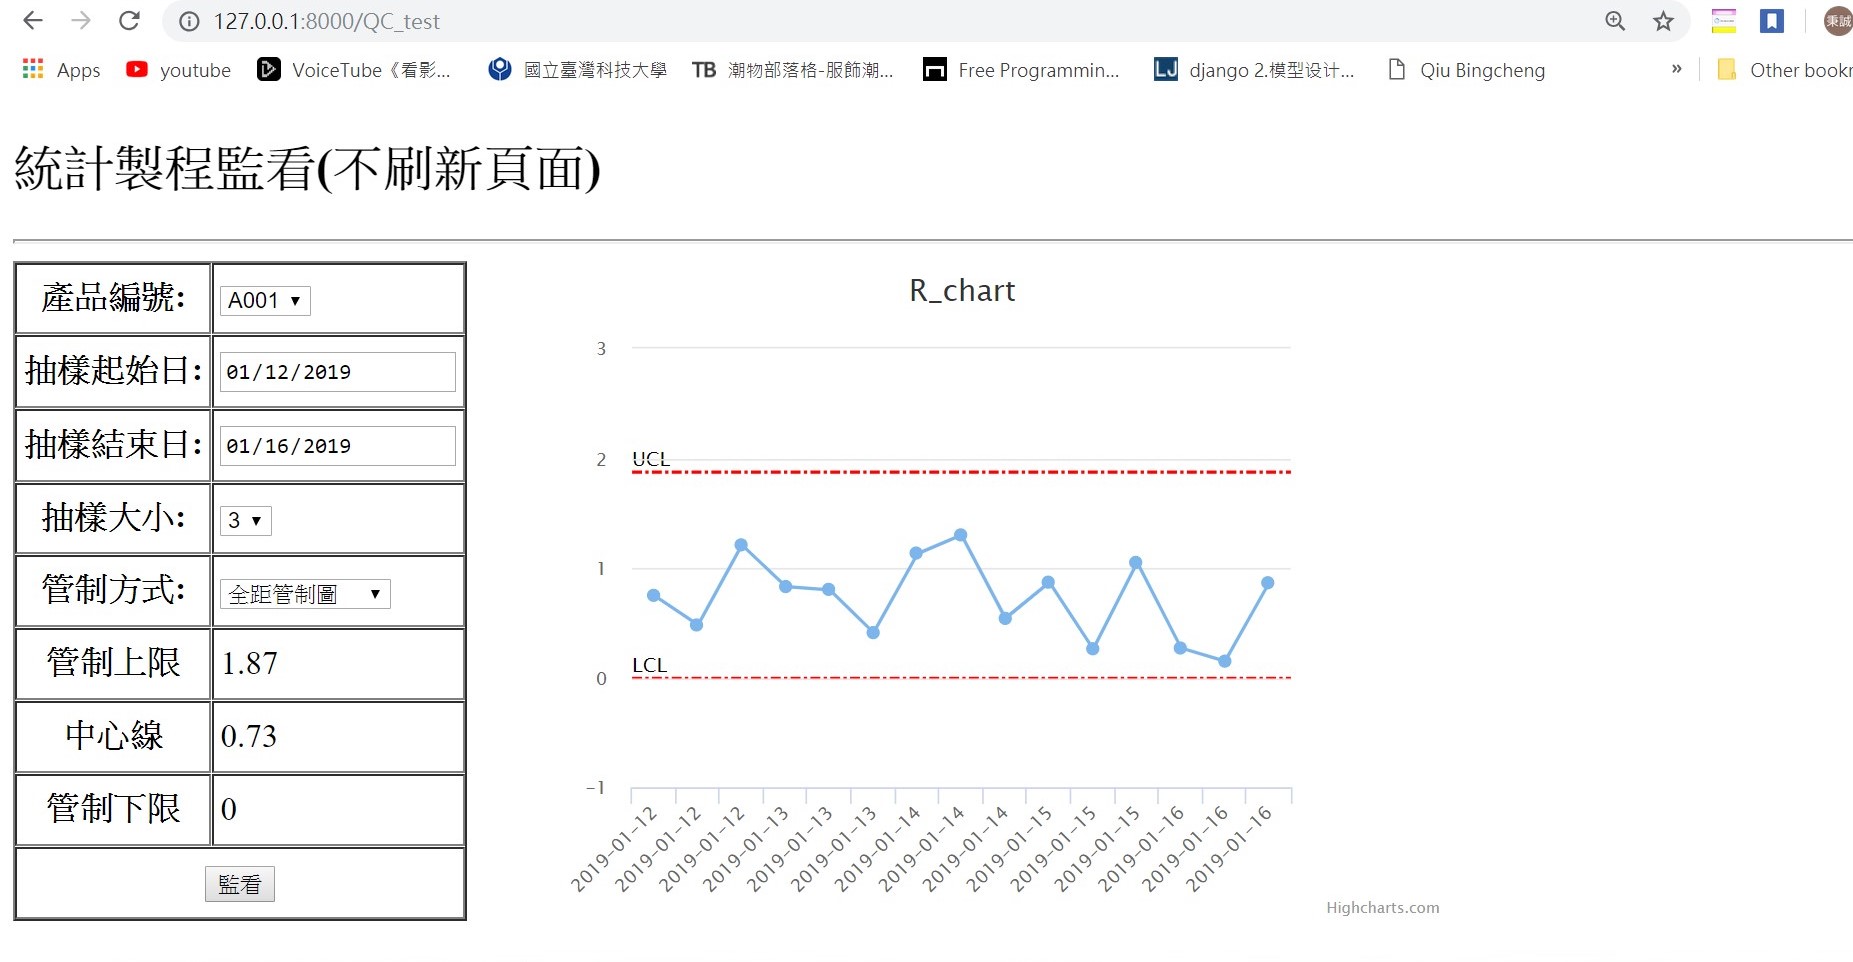 127.0.0.1:8000/QC_test
秉誠
Apps youtube VoiceTube《看影... 國立臺灣科技大學 TB 潮物部落格-服飾潮... Free Programmin... LJ django 2.模型设计... Qiu Bingcheng » Other bookr
統計製程監看(不刷新頁面)
產品編號: A001
抽樣起始日: 01/12/2019
抽樣結束日: 01/16/2019
抽樣大小: 3
管制方式: 全距管制圖
管制上限 1.87
中心線 0.73
管制下限 0
監看
R_chart
3
2
1
0
-1
UCL
LCL
2019-01-12
2019-01-12
2019-01-12
2019-01-13
2019-01-13
2019-01-13
2019-01-14
2019-01-14
2019-01-14
2019-01-15
2019-01-15
2019-01-15
2019-01-16
2019-01-16
2019-01-16
Highcharts.com